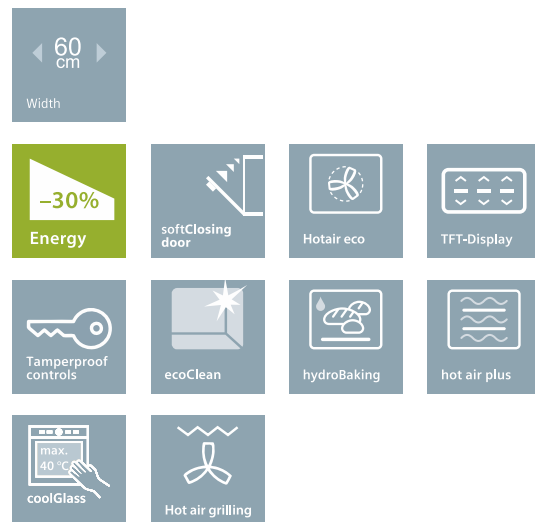 60
cm
Width
–30%
Energy
softClosing
door
Hotair eco
TFT-Display
Tamperproof
controls
ecoClean
hydroBaking
hot air plus
max.
40 °C
coolGlass
Hot air grilling